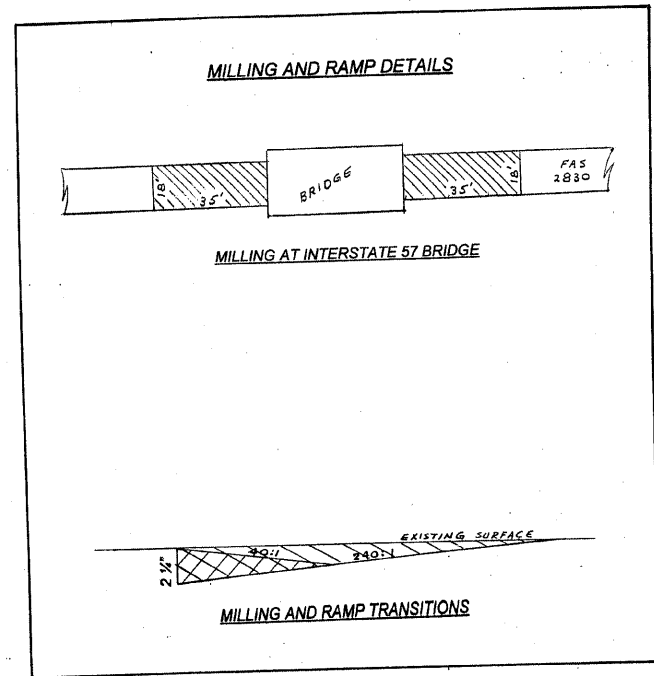 MILLING AND RAMP DETAILS
18'
35'
BRIDGE
35'
18'
FAS
2830
MILLING AT INTERSTATE 57 BRIDGE
EXISTING SURFACE
40:1
240:1
2 ¼"
MILLING AND RAMP TRANSITIONS